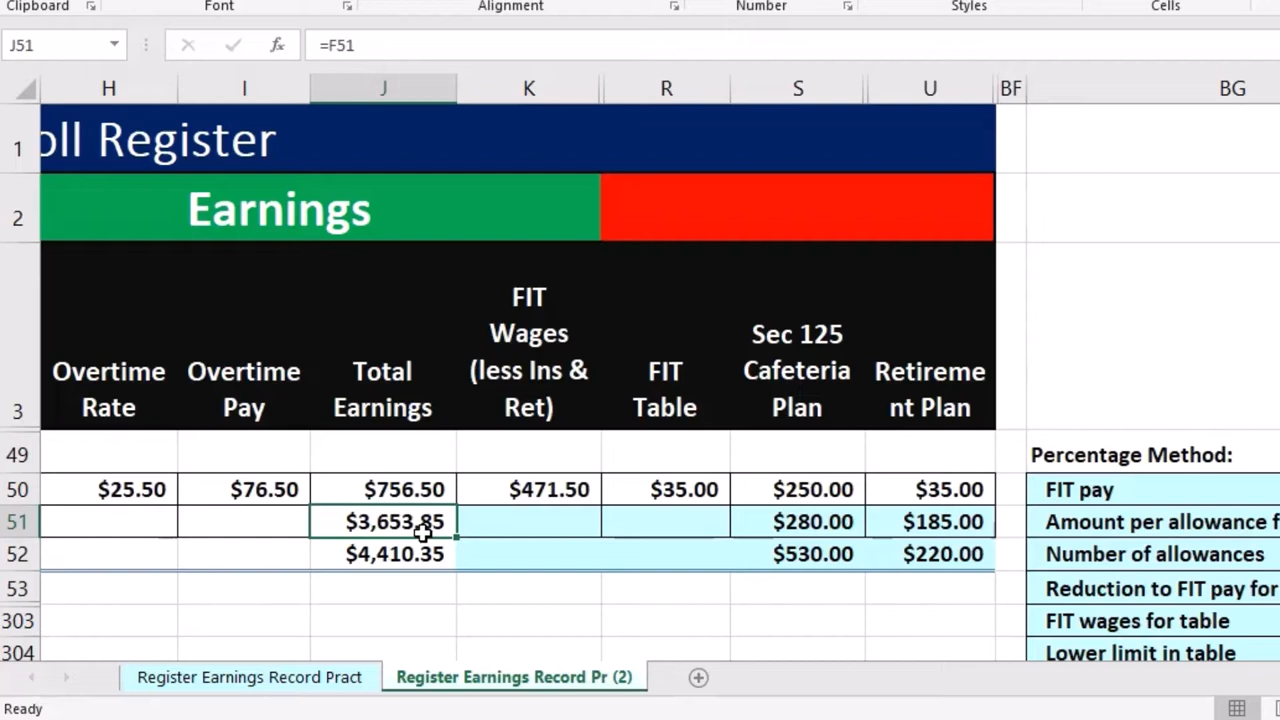 Clipboard Font Alignment Number Styles Cells
J51 fx =F51
H I J K R S U BF BG
1 oll Register
2 Earnings
3 Overtime Rate Overtime Pay Total Earnings FIT Wages (less Ins & Ret) FIT Table Sec 125 Cafeteria Plan Retireme nt Plan
49 Percentage Method:
50 $25.50 $76.50 $756.50 $471.50 $35.00 $250.00 $35.00 FIT pay
51 $3,653.85 $280.00 $185.00 Amount per allowance f
52 $4,410.35 $530.00 $220.00 Number of allowances
53 Reduction to FIT pay for
303 FIT wages for table
304 Lower limit in table
Register Earnings Record Pract Register Earnings Record Pr (2)
Ready